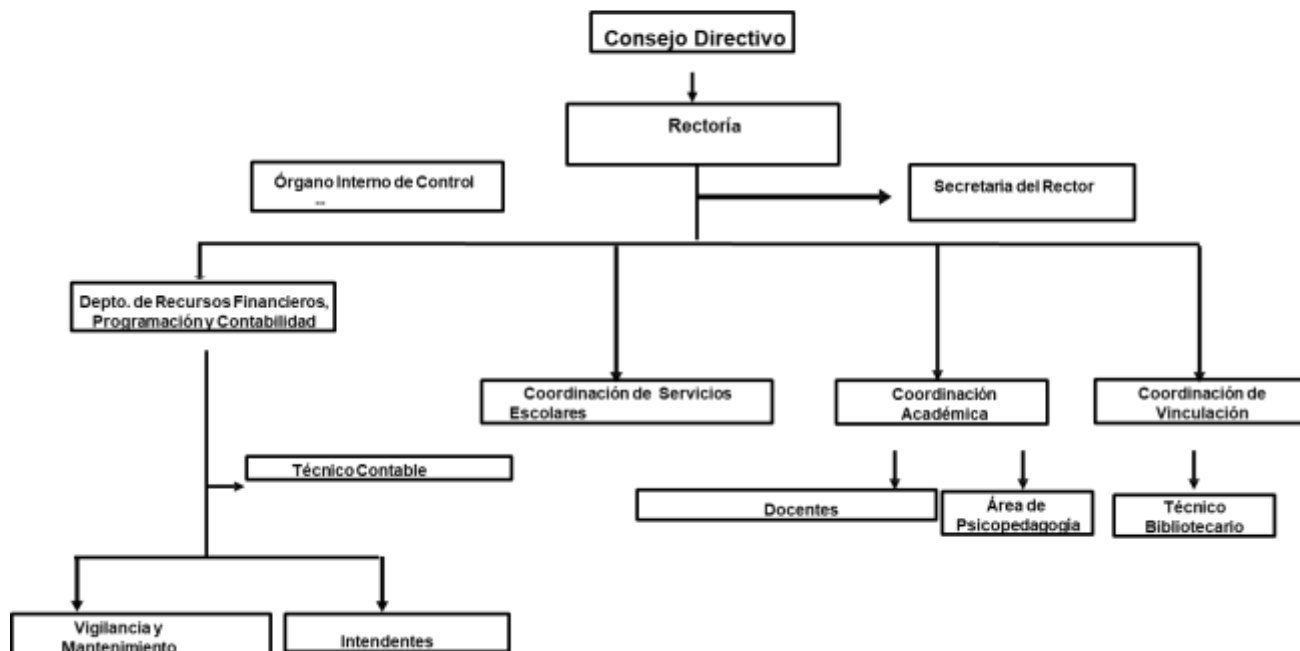 Consejo Directivo
Rectoría
Órgano Interno de Control
--
Secretaria del Rector
Depto. de Recursos Financieros,
Programación y Contabilidad
Coordinación de Servicios
Escolares
Coordinación
Académica
Coordinación de
Vinculación
Técnico Contable
Docentes
Área de
Psicopedagogía
Técnico
Bibliotecario
Vigilancia y
Mantenimiento
Intendentes